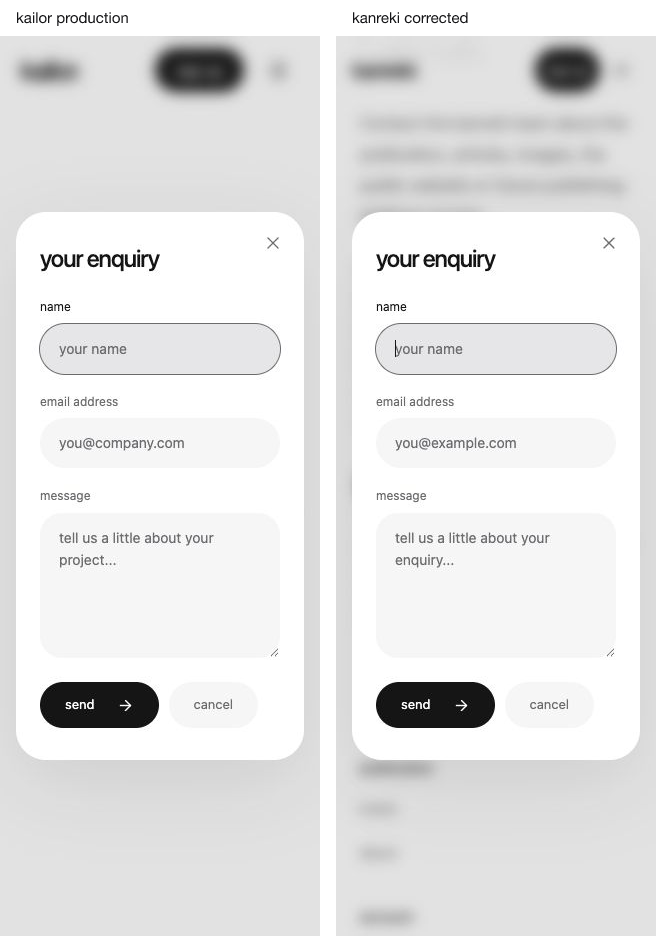 kailor production
your enquiry
name
your name
email address
you@company.com
message
tell us a little about your
project...
send
cancel
kanreki corrected
your enquiry
name
your name
email address
you@example.com
message
tell us a little about your
enquiry...
send
cancel